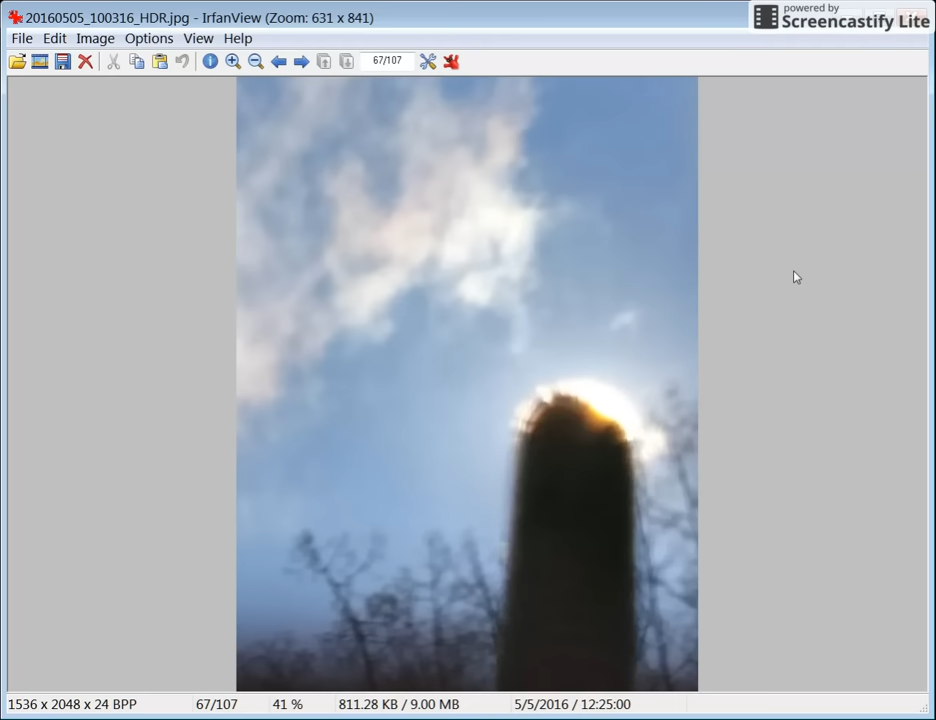 20160505_100316_HDR.jpg - IrfanView (Zoom: 631 x 841)
powered by
Screencastify Lite
File Edit Image Options View Help
67/107
1536 x 2048 x 24 BPP 67/107 41 % 811.28 KB / 9.00 MB 5/5/2016 / 12:25:00